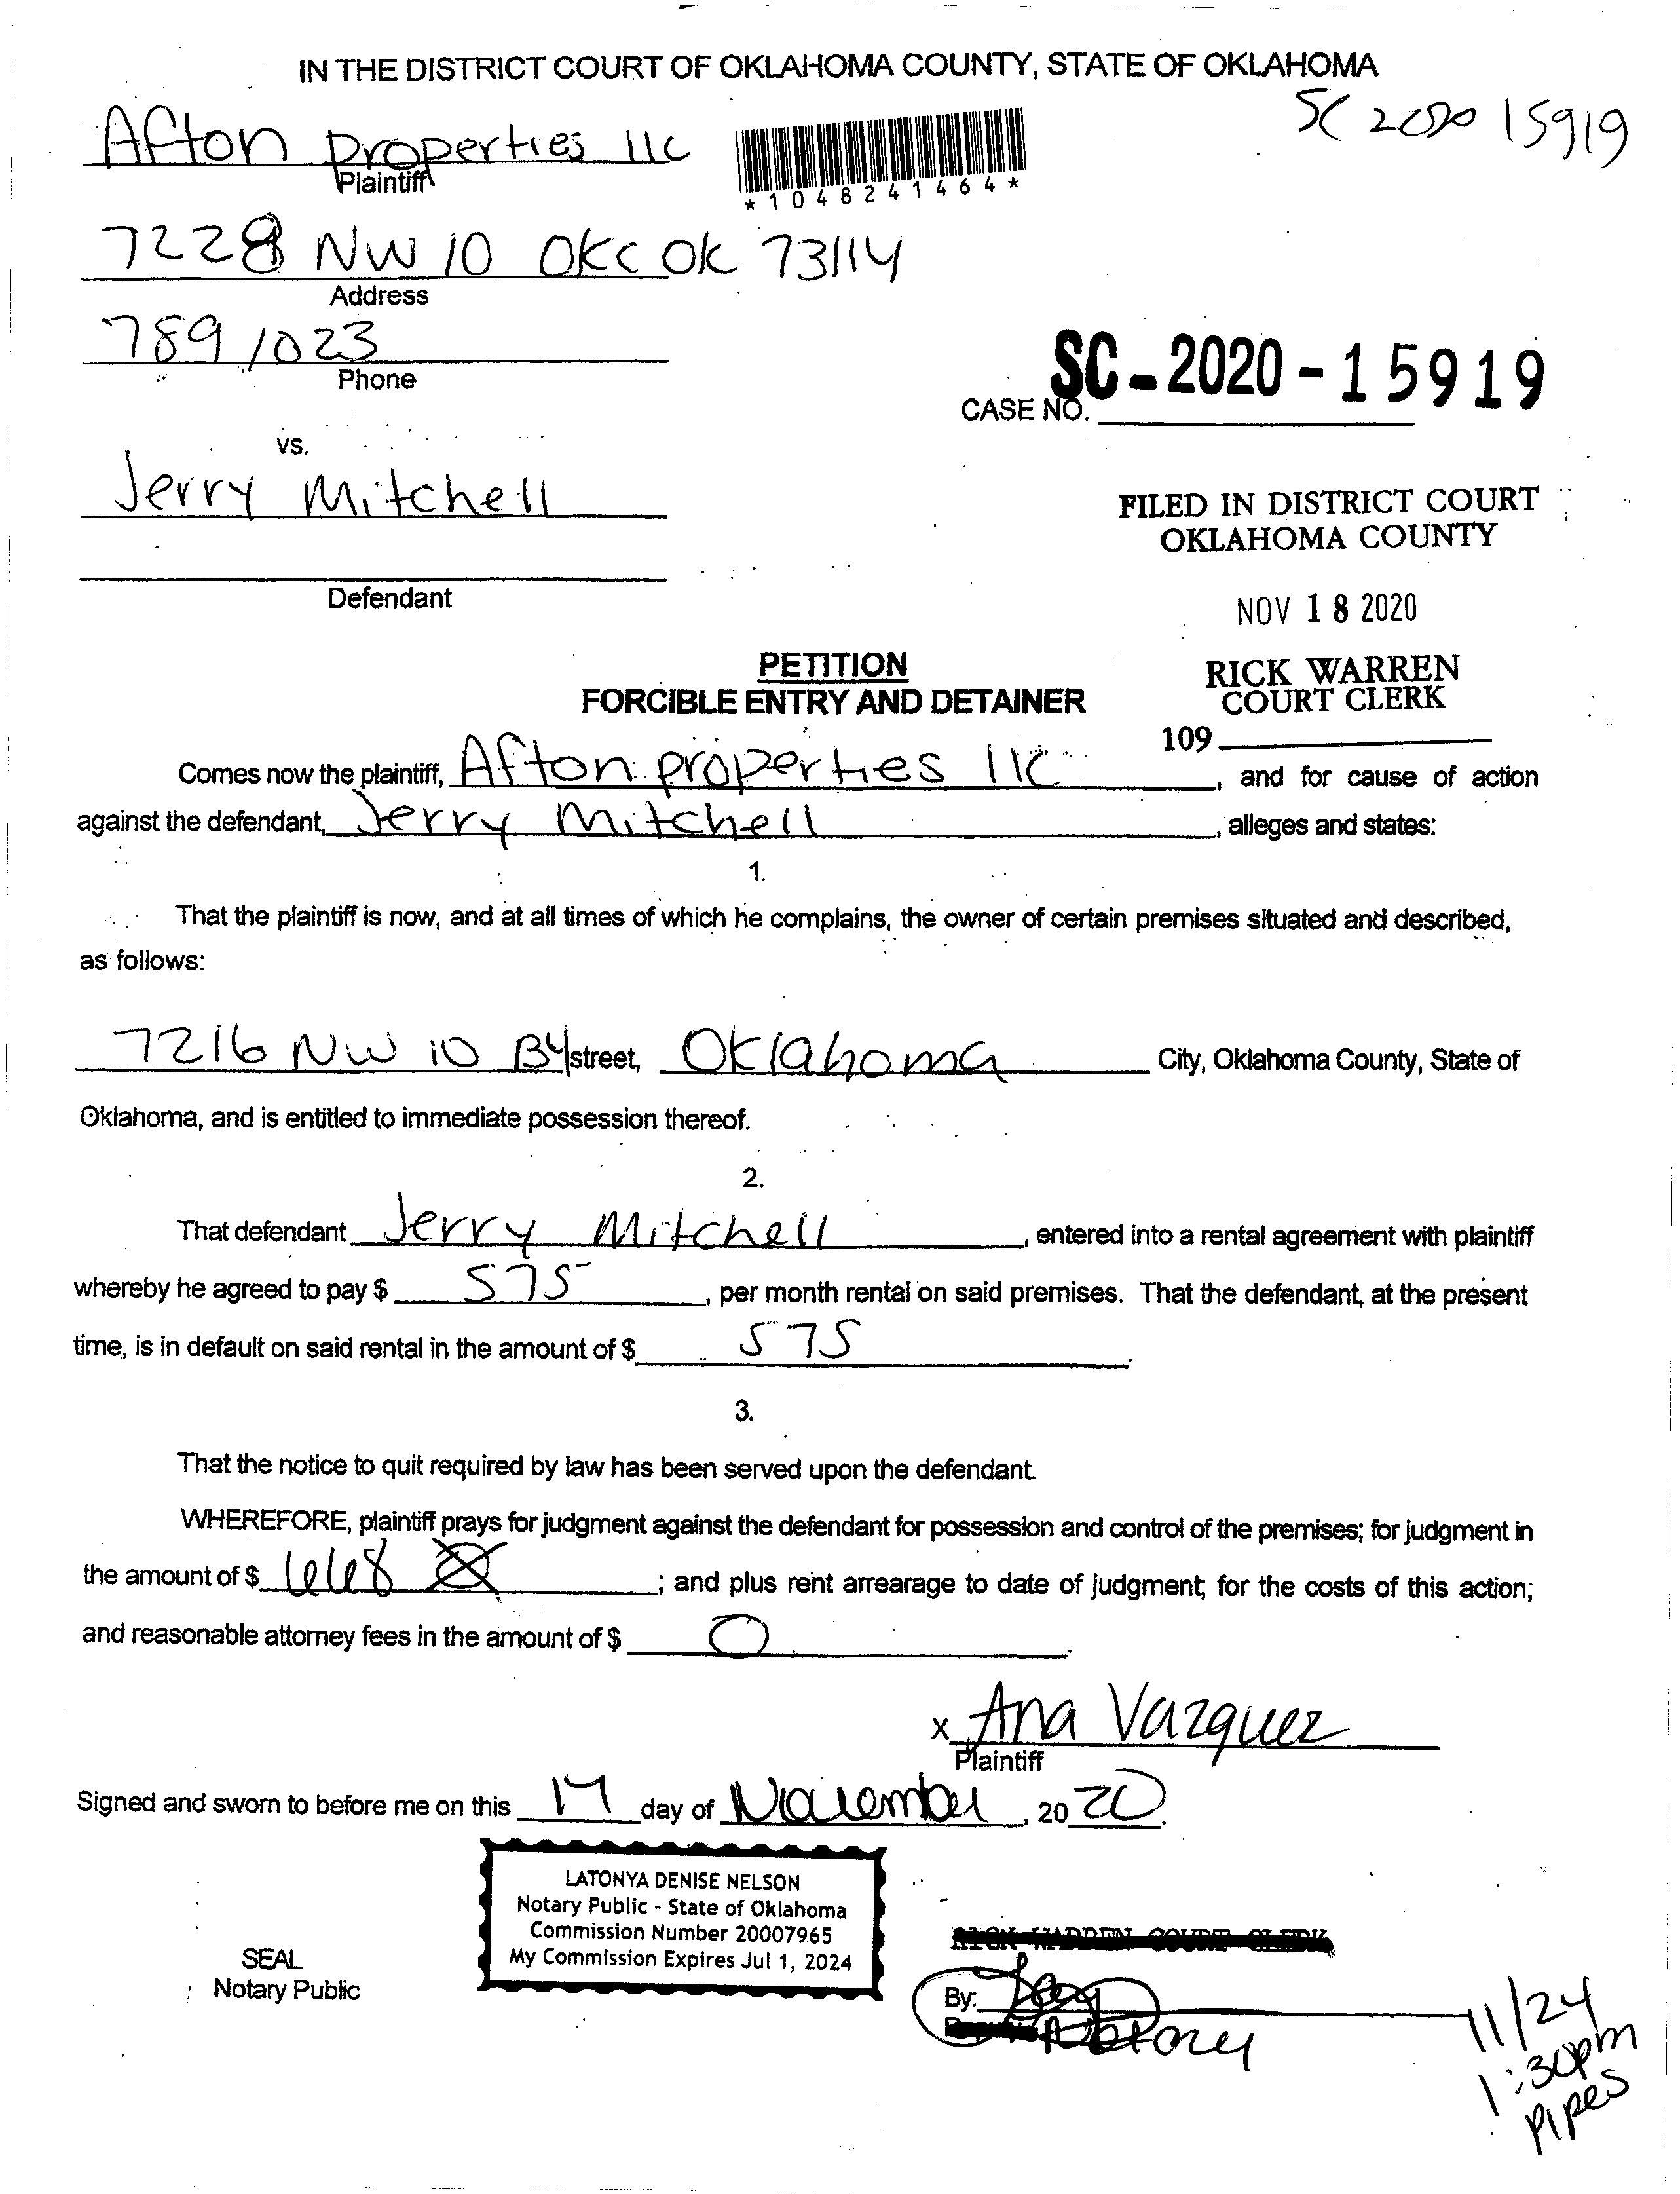 IN THE DISTRICT COURT OF OKLAHOMA COUNTY, STATE OF OKLAHOMA
SC 2020 15919
Afton properties llc
Plaintiff
*1048241464*
7228 NW 10 OKC OK 73114
Address
789 1023
Phone
SC-2020-15919
CASE NO.
vs.
Jerry Mitchell
Defendant
FILED IN DISTRICT COURT
OKLAHOMA COUNTY
NOV 18 2020
RICK WARREN
COURT CLERK
109
PETITION
FORCIBLE ENTRY AND DETAINER
Comes now the plaintiff, Afton properties llc, and for cause of action
against the defendant, Jerry Mitchell, alleges and states:
1.
That the plaintiff is now, and at all times of which he complains, the owner of certain premises situated and described,
as follows:
7216 NW 10 B4 street, Oklahoma City, Oklahoma County, State of
Oklahoma, and is entitled to immediate possession thereof.
2.
That defendant Jerry Mitchell, entered into a rental agreement with plaintiff
whereby he agreed to pay $ 575, per month rental on said premises. That the defendant, at the present
time, is in default on said rental in the amount of $ 575.
3.
That the notice to quit required by law has been served upon the defendant.
WHEREFORE, plaintiff prays for judgment against the defendant for possession and control of the premises; for judgment in
the amount of $ 668; and plus rent arrearage to date of judgment; for the costs of this action;
and reasonable attorney fees in the amount of $ 0.
x Ana Vazquez
Plaintiff
Signed and sworn to before me on this 17 day of November, 2020.
LATONYA DENISE NELSON
Notary Public - State of Oklahoma
Commission Number 20007965
My Commission Expires Jul 1, 2024
SEAL
Notary Public
RICK WARREN COURT CLERK
By:
Notary
11/24
1:30pm
Pipes